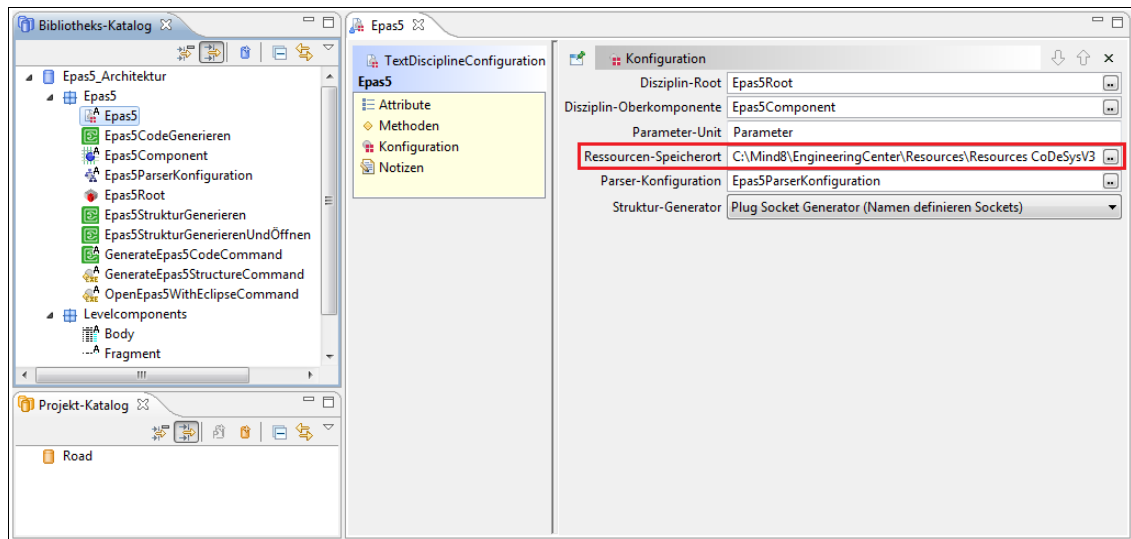 Bibliotheks-Katalog
Epas5_Architektur
Epas5
Epas5
Epas5CodeGenerieren
Epas5Component
Epas5ParserKonfiguration
Epas5Root
Epas5StrukturGenerieren
Epas5StrukturGenerierenUndÖffnen
GenerateEpas5CodeCommand
GenerateEpas5StructureCommand
OpenEpas5WithEclipseCommand
Levelcomponents
Body
Fragment
Projekt-Katalog
Road
Epas5
TextDisciplineConfiguration
Epas5
Attribute
Methoden
Konfiguration
Notizen
Konfiguration
Disziplin-Root Epas5Root
Disziplin-Oberkomponente Epas5Component
Parameter-Unit Parameter
Ressourcen-Speicherort C:\Mind8\EngineeringCenter\Resources\Resources CoDeSysV3
Parser-Konfiguration Epas5ParserKonfiguration
Struktur-Generator Plug Socket Generator (Namen definieren Sockets)